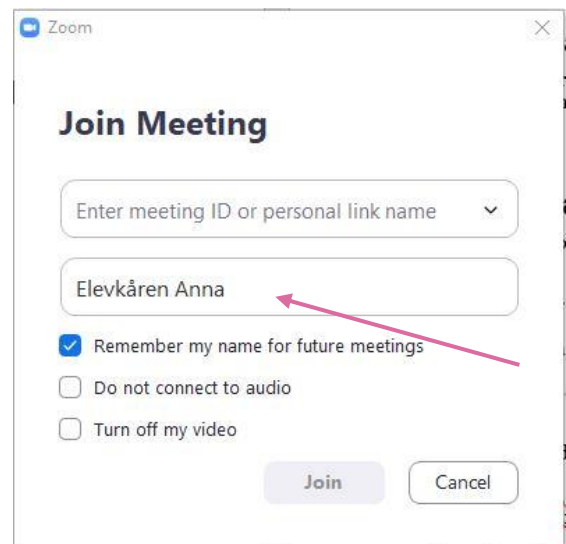 Zoom
Join Meeting
Enter meeting ID or personal link name
Elevkåren Anna
Remember my name for future meetings
Do not connect to audio
Turn off my video
Join Cancel